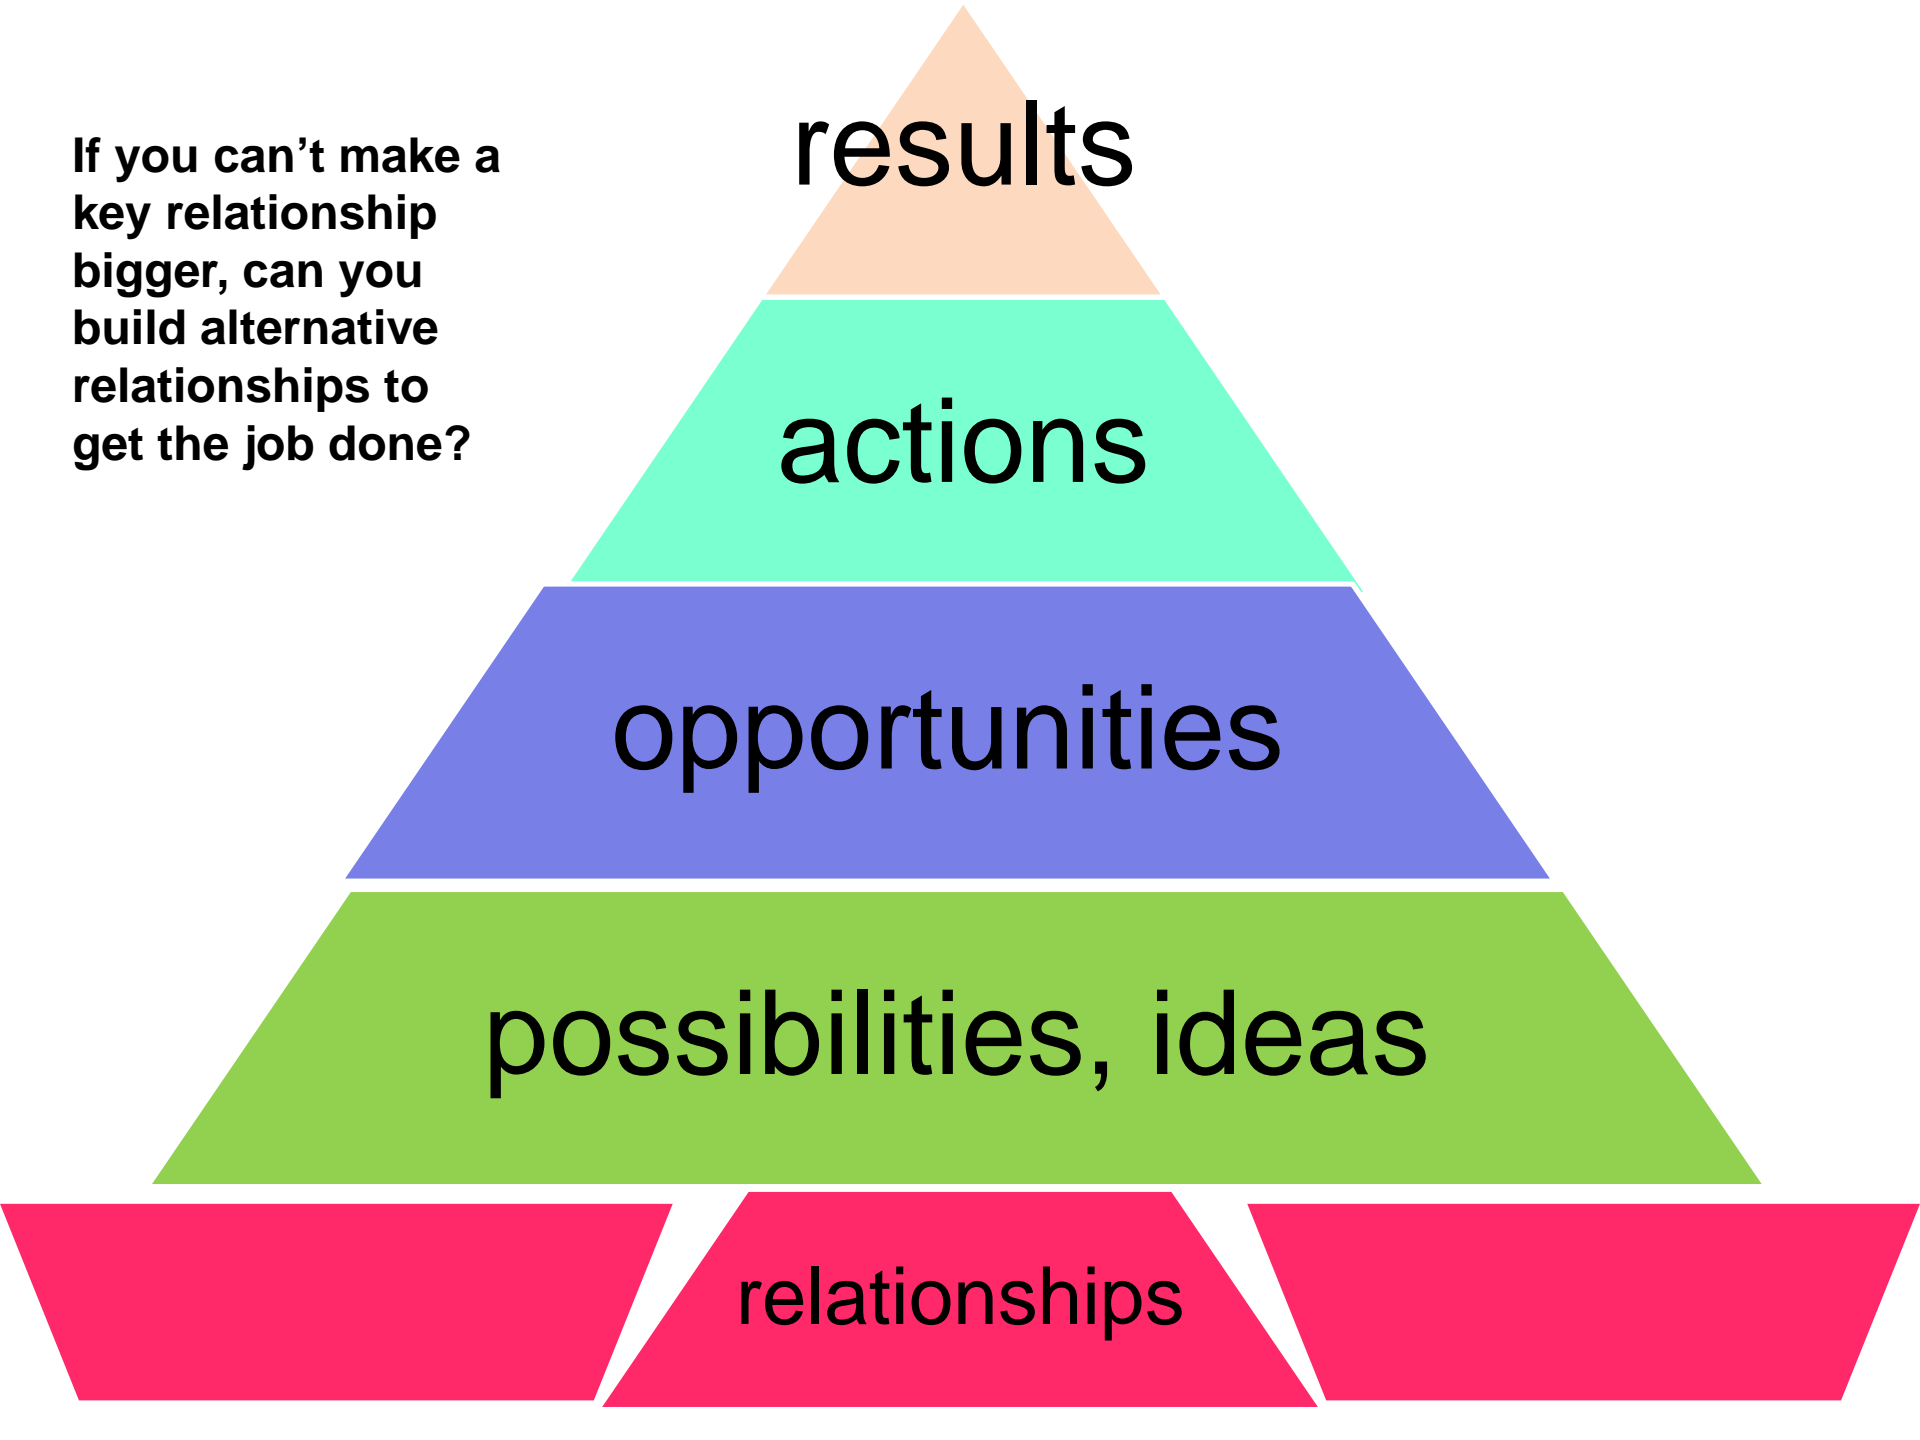 If you can’t make a
key relationship
bigger, can you
build alternative
relationships to
get the job done?
results
actions
opportunities
possibilities, ideas
relationships